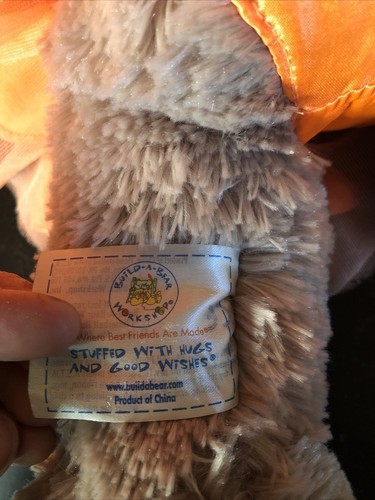 BUILD-A-BEAR
WORKSHOP®
Where Best Friends Are Made
STUFFED WITH HUGS
AND GOOD WISHES®
www.buildabear.com
Product of China